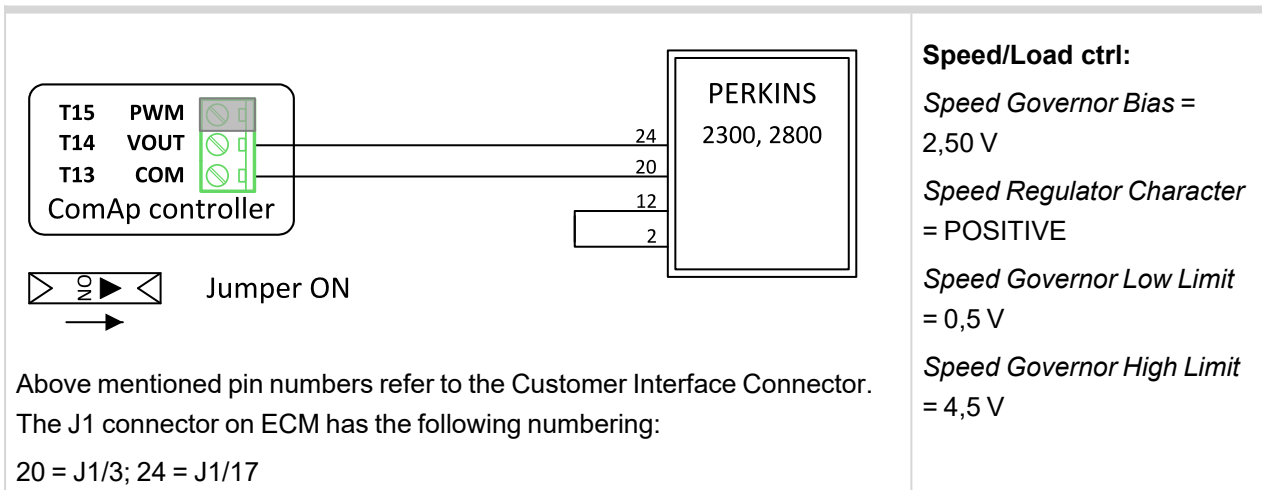 T15 PWM
T14 VOUT
T13 COM
ComAp controller
24
20
12
2
PERKINS
2300, 2800
ON
Jumper ON
Above mentioned pin numbers refer to the Customer Interface Connector.
The J1 connector on ECM has the following numbering:
20 = J1/3; 24 = J1/17
Speed/Load ctrl:
Speed Governor Bias =
2,50 V
Speed Regulator Character
= POSITIVE
Speed Governor Low Limit
= 0,5 V
Speed Governor High Limit
= 4,5 V